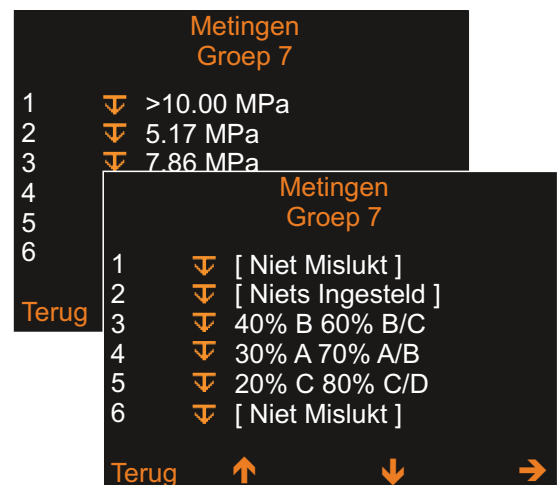 Metingen
Groep 7
1 >10.00 MPa
2 5.17 MPa
3 7.86 MPa
4
5
6
Terug
Metingen
Groep 7
1 [ Niet Mislukt ]
2 [ Niets Ingesteld ]
3 40% B 60% B/C
4 30% A 70% A/B
5 20% C 80% C/D
6 [ Niet Mislukt ]
Terug